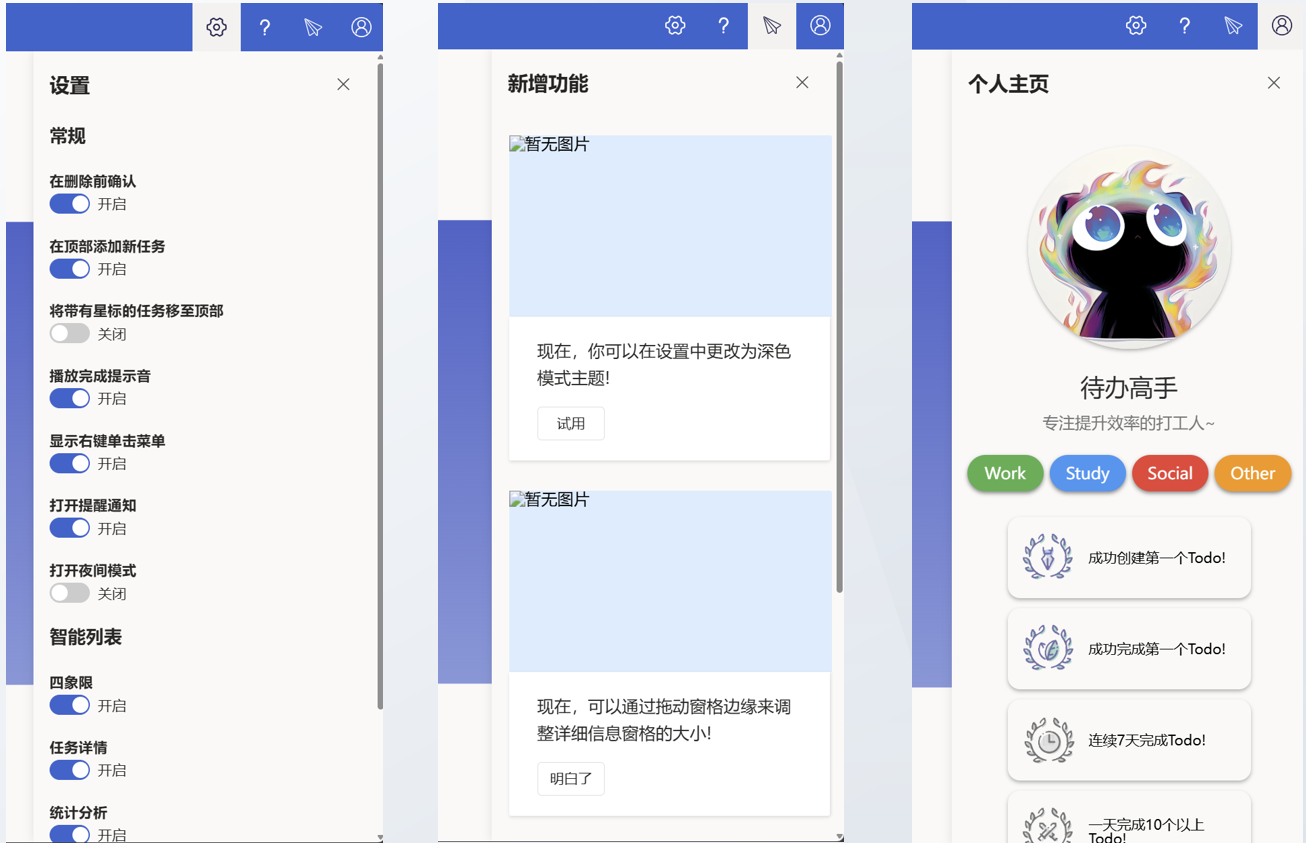 设置
常规
在删除前确认
开启
在顶部添加新任务
开启
将带有星标的任务移至顶部
关闭
播放完成提示音
开启
显示右键单击菜单
开启
打开提醒通知
开启
打开夜间模式
关闭
智能列表
四象限
开启
任务详情
开启
统计分析
开启
新增功能
暂无图片
现在，你可以在设置中更改为深色
模式主题!
试用
暂无图片
现在，可以通过拖动窗格边缘来调
整详细信息窗格的大小!
明白了
个人主页
待办高手
专注提升效率的打工人~
Work Study Social Other
成功创建第一个Todo!
成功完成第一个Todo!
连续7天完成Todo!
一天完成10个以上
Todo!